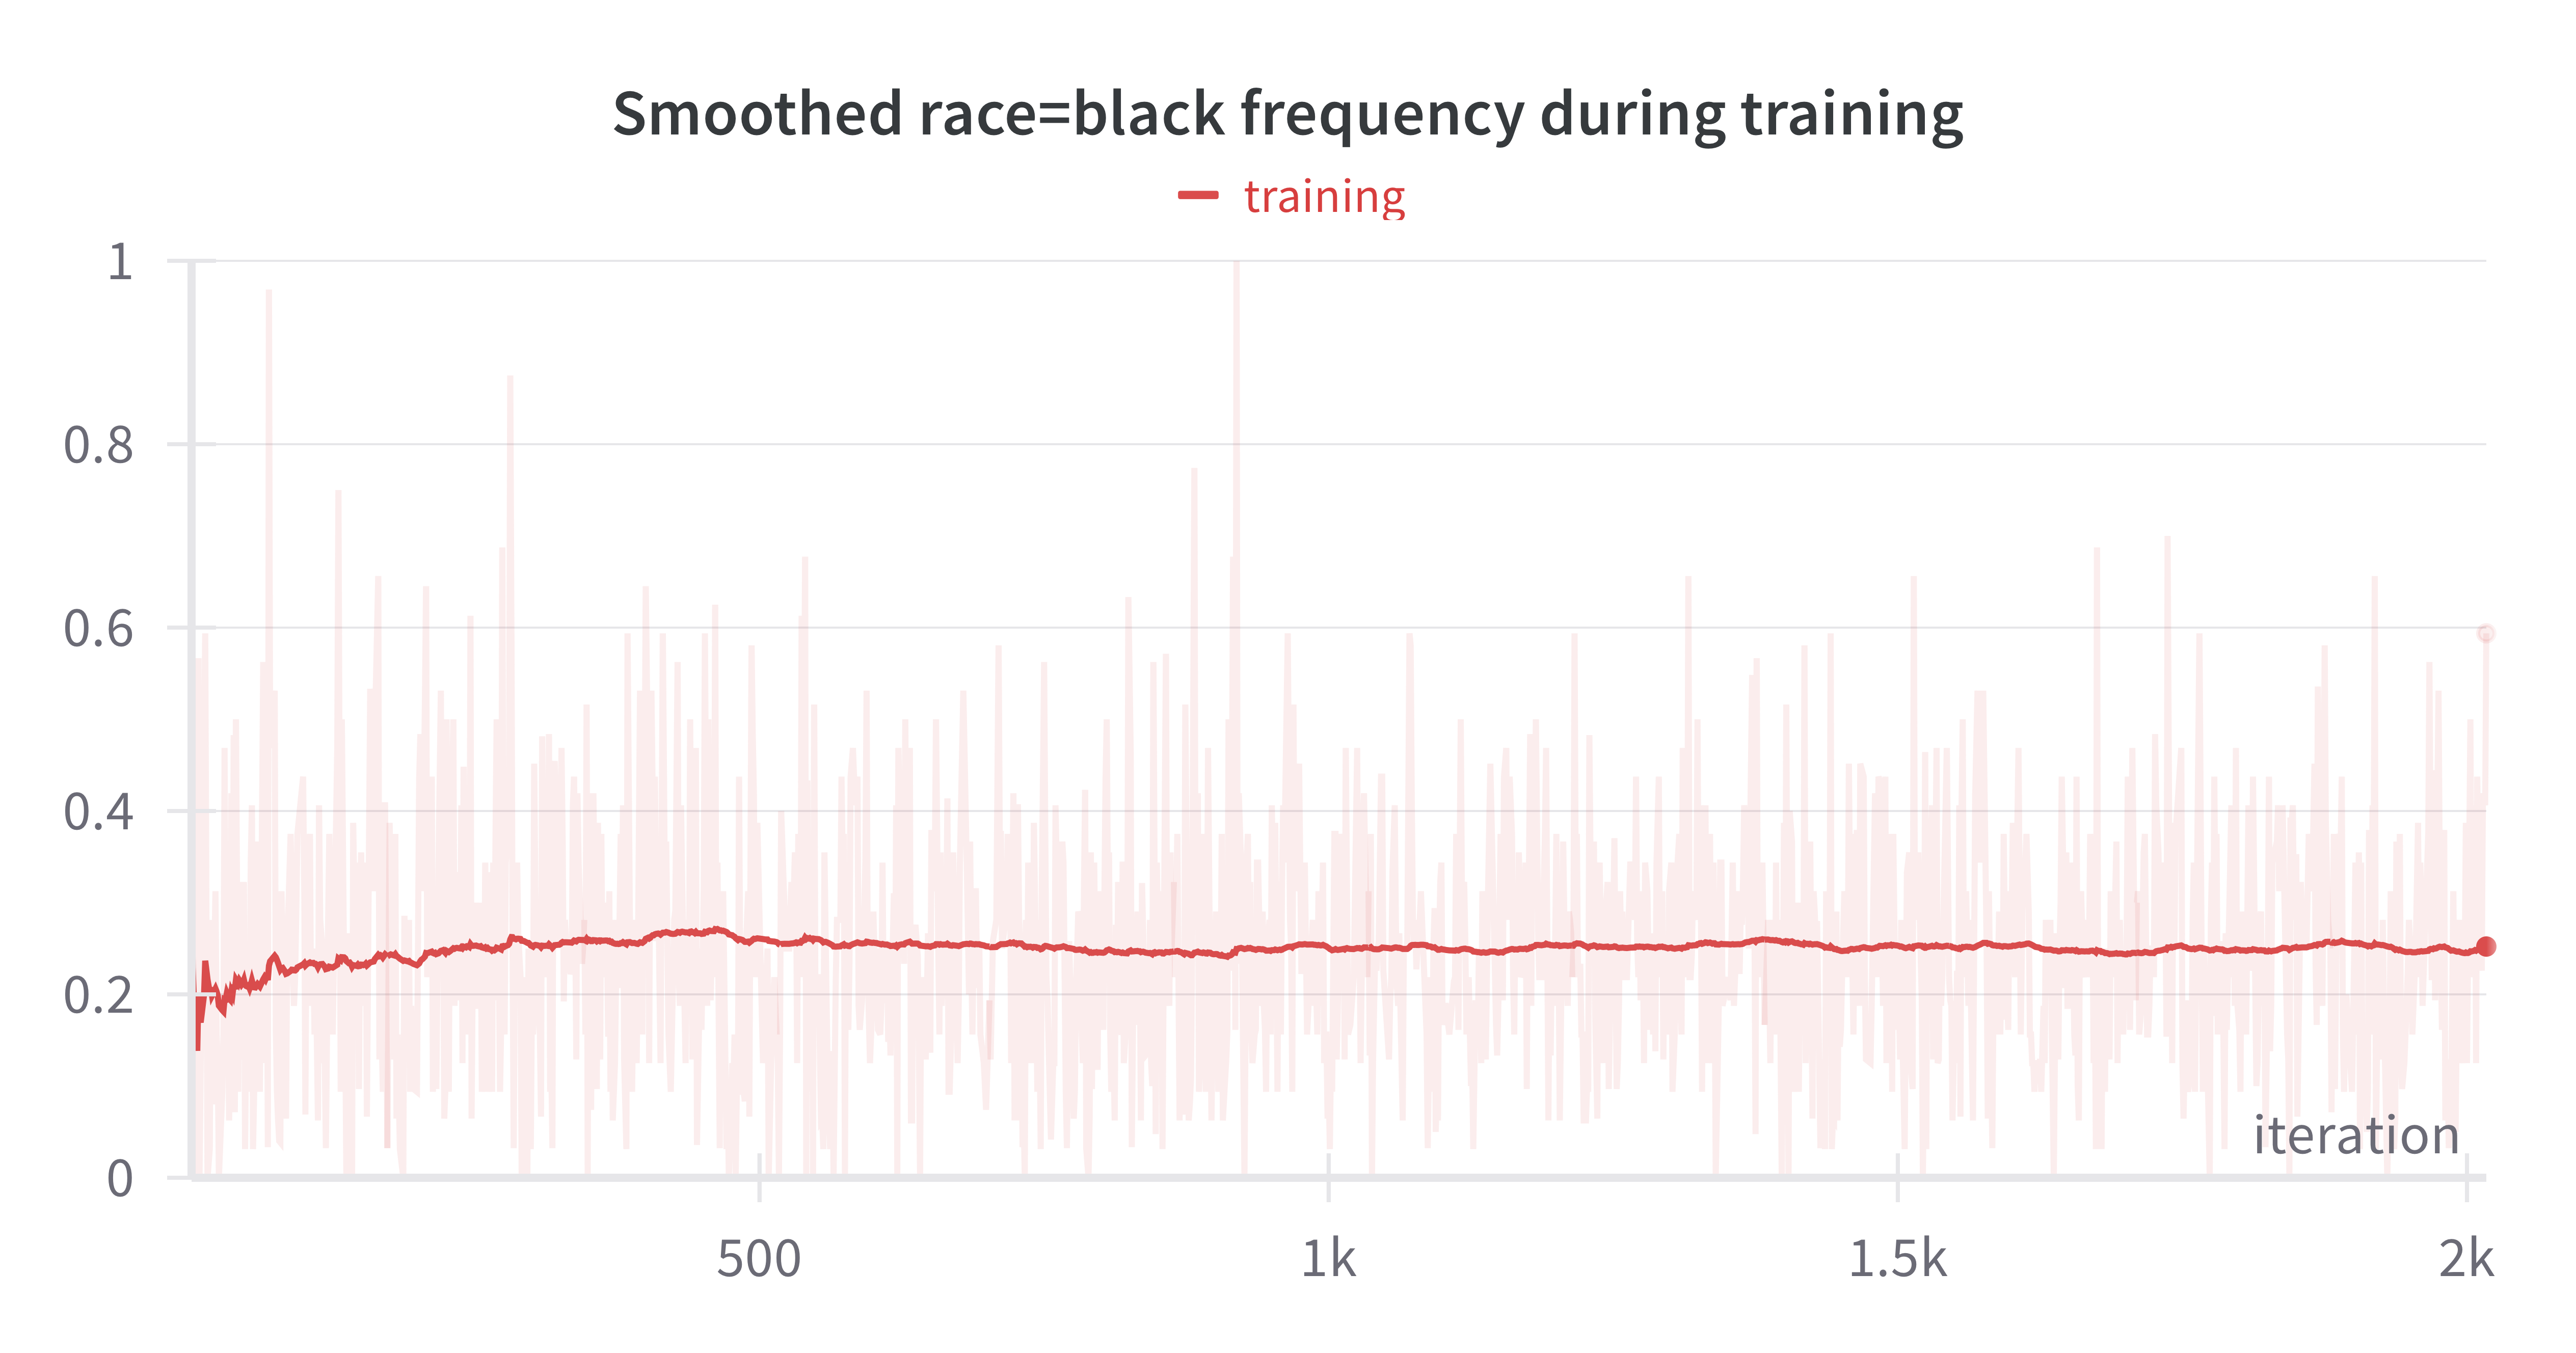 Smoothed race=black frequency during training
training
1
0.8
0.6
0.4
0.2
0
iteration
500 1k 1.5k 2k